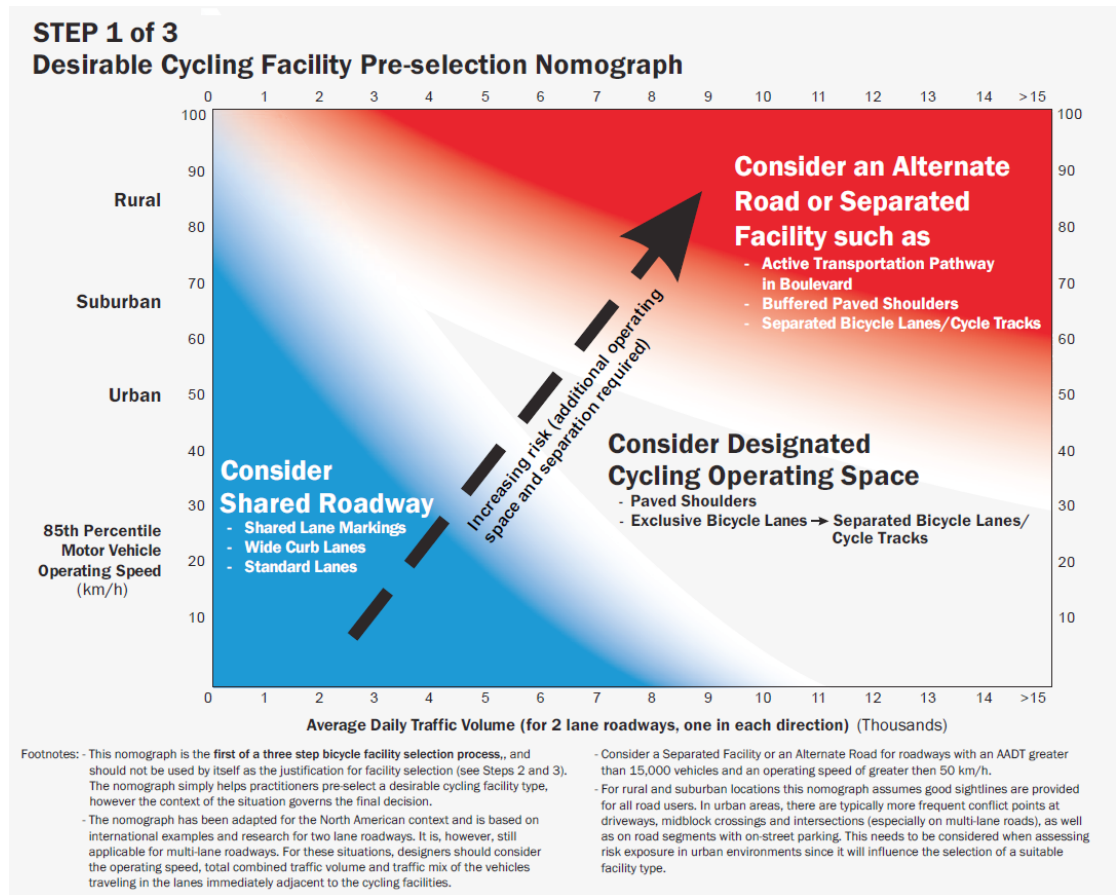 STEP 1 of 3
Desirable Cycling Facility Pre-selection Nomograph
0 1 2 3 4 5 6 7 8 9 10 11 12 13 14 >15
100 100
90 90
Consider an Alternate
Road or Separated
Facility such as
- Active Transportation Pathway
in Boulevard
- Buffered Paved Shoulders
- Separated Bicycle Lanes/Cycle Tracks
Rural
80 80
70 70
Suburban
60 60
Urban
50 50
Increasing risk (additional operating
space and separation required)
40 40
Consider Designated
Cycling Operating Space
- Paved Shoulders
- Exclusive Bicycle Lanes → Separated Bicycle Lanes/
Cycle Tracks
Consider
Shared Roadway
- Shared Lane Markings
- Wide Curb Lanes
- Standard Lanes
30 30
85th Percentile
Motor Vehicle
Operating Speed
(km/h)
20 20
10 10
0 1 2 3 4 5 6 7 8 9 10 11 12 13 14 >15
Average Daily Traffic Volume (for 2 lane roadways, one in each direction) (Thousands)
Footnotes: - This nomograph is the first of a three step bicycle facility selection process,, and
should not be used by itself as the justification for facility selection (see Steps 2 and 3).
The nomograph simply helps practitioners pre-select a desirable cycling facility type,
however the context of the situation governs the final decision.
- The nomograph has been adapted for the North American context and is based on
international examples and research for two lane roadways. It is, however, still
applicable for multi-lane roadways. For these situations, designers should consider
the operating speed, total combined traffic volume and traffic mix of the vehicles
traveling in the lanes immediately adjacent to the cycling facilities.
- Consider a Separated Facility or an Alternate Road for roadways with an AADT greater
than 15,000 vehicles and an operating speed of greater then 50 km/h.
- For rural and suburban locations this nomograph assumes good sightlines are provided
for all road users. In urban areas, there are typically more frequent conflict points at
driveways, midblock crossings and intersections (especially on multi-lane roads), as well
as on road segments with on-street parking. This needs to be considered when assessing
risk exposure in urban environments since it will influence the selection of a suitable
facility type.